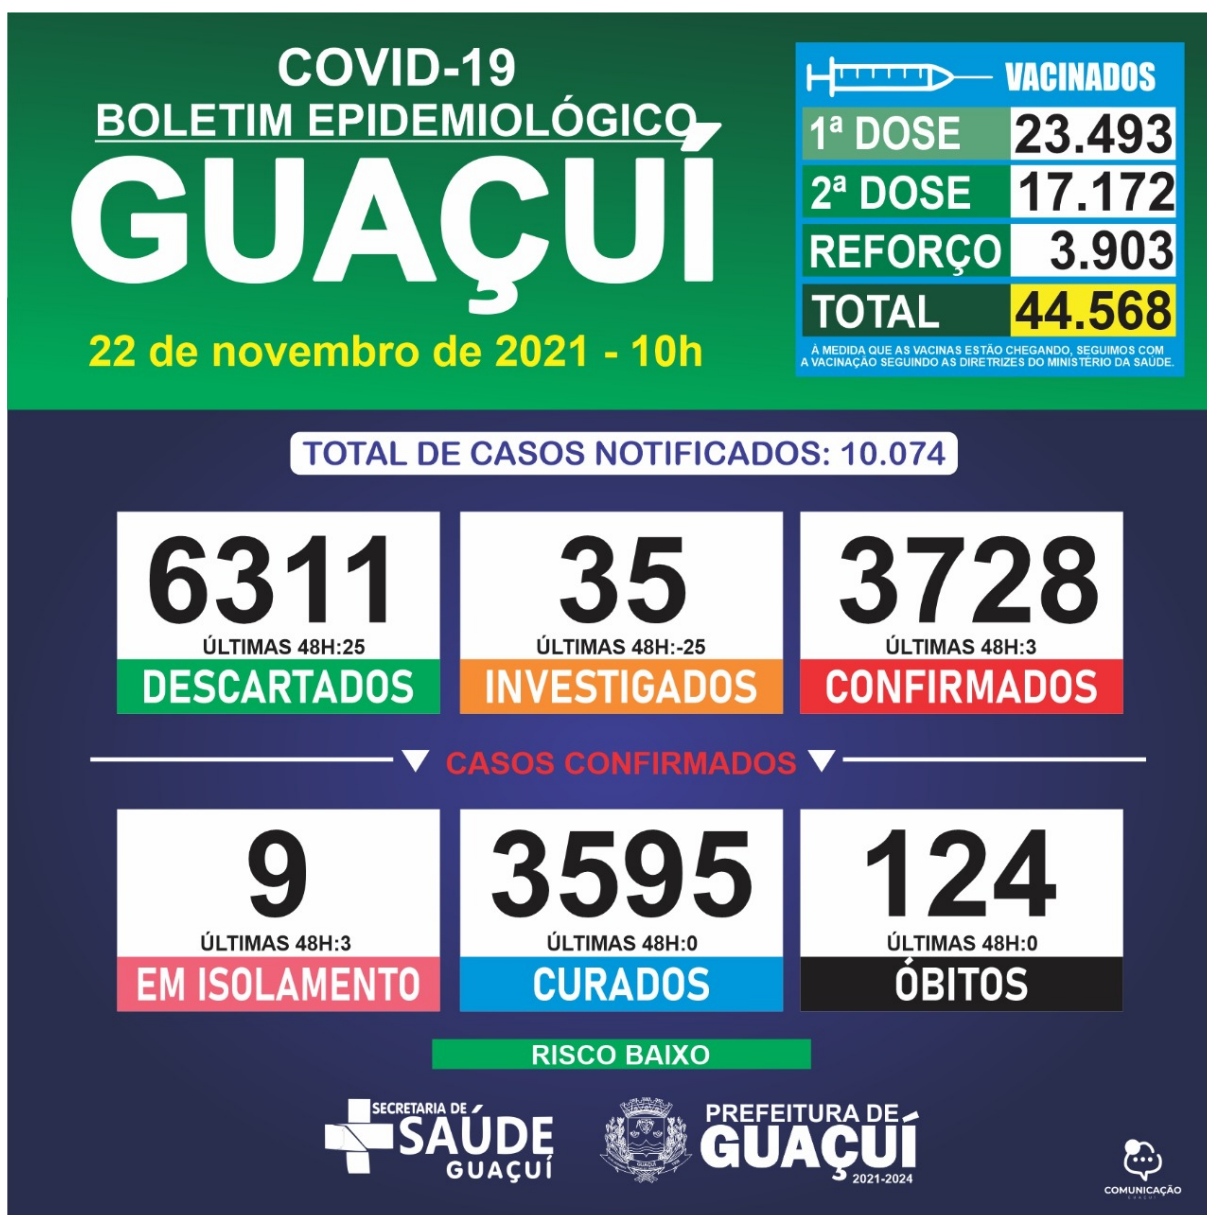 COVID-19
BOLETIM EPIDEMIOLÓGICO
GUAÇUÍ
22 de novembro de 2021 - 10h
VACINADOS
1ª DOSE 23.493
2ª DOSE 17.172
REFORÇO 3.903
TOTAL 44.568
À MEDIDA QUE AS VACINAS ESTÃO CHEGANDO, SEGUIMOS COM
A VACINAÇÃO SEGUINDO AS DIRETRIZES DO MINISTÉRIO DA SAÚDE.
TOTAL DE CASOS NOTIFICADOS: 10.074
6311
ÚLTIMAS 48H:25
DESCARTADOS
35
ÚLTIMAS 48H:-25
INVESTIGADOS
3728
ÚLTIMAS 48H:3
CONFIRMADOS
CASOS CONFIRMADOS
9
ÚLTIMAS 48H:3
EM ISOLAMENTO
3595
ÚLTIMAS 48H:0
CURADOS
124
ÚLTIMAS 48H:0
ÓBITOS
RISCO BAIXO
SECRETARIA DE
SAÚDE
GUAÇUÍ
PREFEITURA DE
GUAÇUÍ
2021-2024
COMUNICAÇÃO